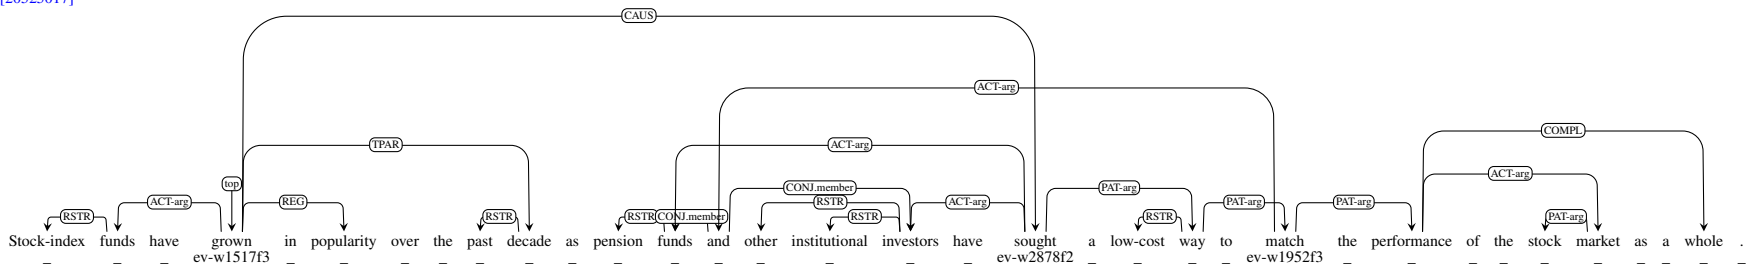 [20525017]
CAUS
ACT-arg
COMPL
TPAR ACT-arg
ACT-arg
top CONJ.member PAT-arg
ACT-arg REG RSTR ACT-arg PAT-arg PAT-arg
RSTR RSTR RSTR CONJ.member RSTR RSTR PAT-arg
Stock-index funds have grown in popularity over the past decade as pension funds and other institutional investors have sought a low-cost way to match the performance of the stock market as a whole .
ev-w1517f3 ev-w2878f2 ev-w1952f3
_ _ _ _ _ _ _ _ _ _ _ _ _ _ _ _ _ _ _ _ _ _ _ _ _ _ _ _ _ _ _ _ _ _